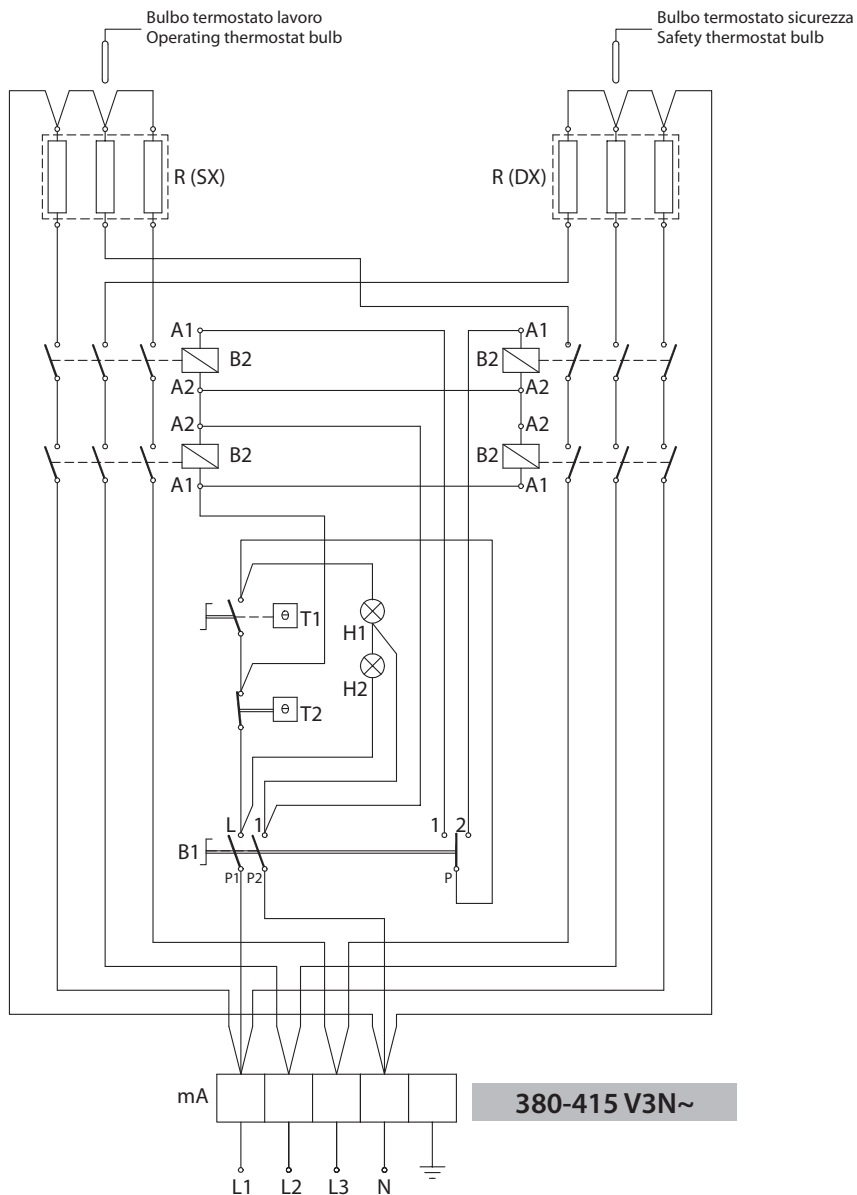 Bulbo termostato lavoro
Operating thermostat bulb
Bulbo termostato sicurezza
Safety thermostat bulb
R (SX)
R (DX)
A1
A1
B2
B2
A2
A2
A2
A2
B2
B2
A1
A1
θ
T1
H1
H2
θ
T2
L
1
1
2
B1
P1
P2
P
mA
380-415 V3N~
L1
L2
L3
N